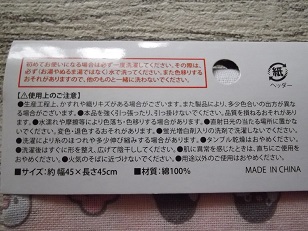 初めてお使いになる場合は必ず一度洗濯してください。その際は、
必ず(お湯やぬるま湯ではなく)水で洗ってください。また色移りする
おそれがありますので、他のものと一緒に洗わないでください。
紙
ヘッダー
【⚠使用上のご注意】
●生産工程上、かすれや織りキズがある場合がございます。また製品により、多少色合いの出方が異な
る場合がございます。●本品を強く引っ張ったり、引っ掛けないでください。品質を損ねるおそれがあり
ます。●水濡れや摩擦等により色落ち・色移りする場合がございます。●直射日光の当たる場所に置かな
いでください。変色・退色するおそれがあります。●蛍光増白剤入りの洗剤で洗濯しないでください。
●洗濯により糸のほつれや多少伸び縮みする場合があります。●タンブル乾燥はおやめください。
●洗濯後はすぐに形を整え、広げて陰干ししてください。●肌に異常を感じたときは、直ちにご使用を
おやめください。●火気のそばに近づけないでください。●用途以外のご使用はおやめください。
■サイズ:約 幅45×長さ45cm
■材質:綿100%
MADE IN CHINA